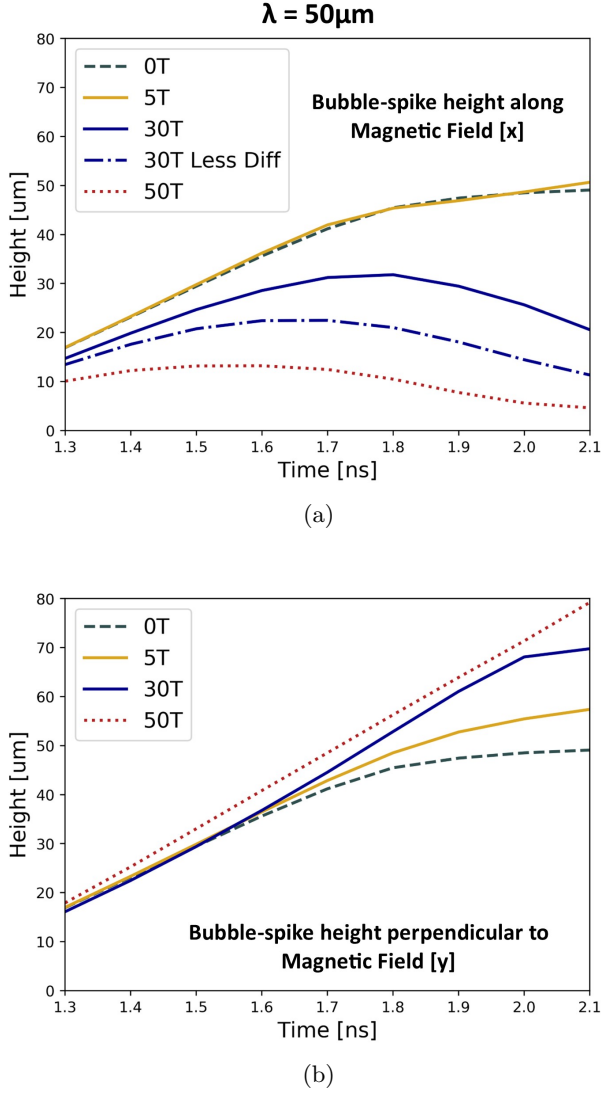 λ = 50μm
80
70
60
50
40
30
20
10
0
Height [um]
0T
5T
30T
30T Less Diff
50T
Bubble-spike height along
Magnetic Field [x]
1.3 1.4 1.5 1.6 1.7 1.8 1.9 2.0 2.1
Time [ns]
(a)
80
70
60
50
40
30
20
10
0
Height [um]
0T
5T
30T
50T
Bubble-spike height perpendicular to
Magnetic Field [y]
1.3 1.4 1.5 1.6 1.7 1.8 1.9 2.0 2.1
Time [ns]
(b)